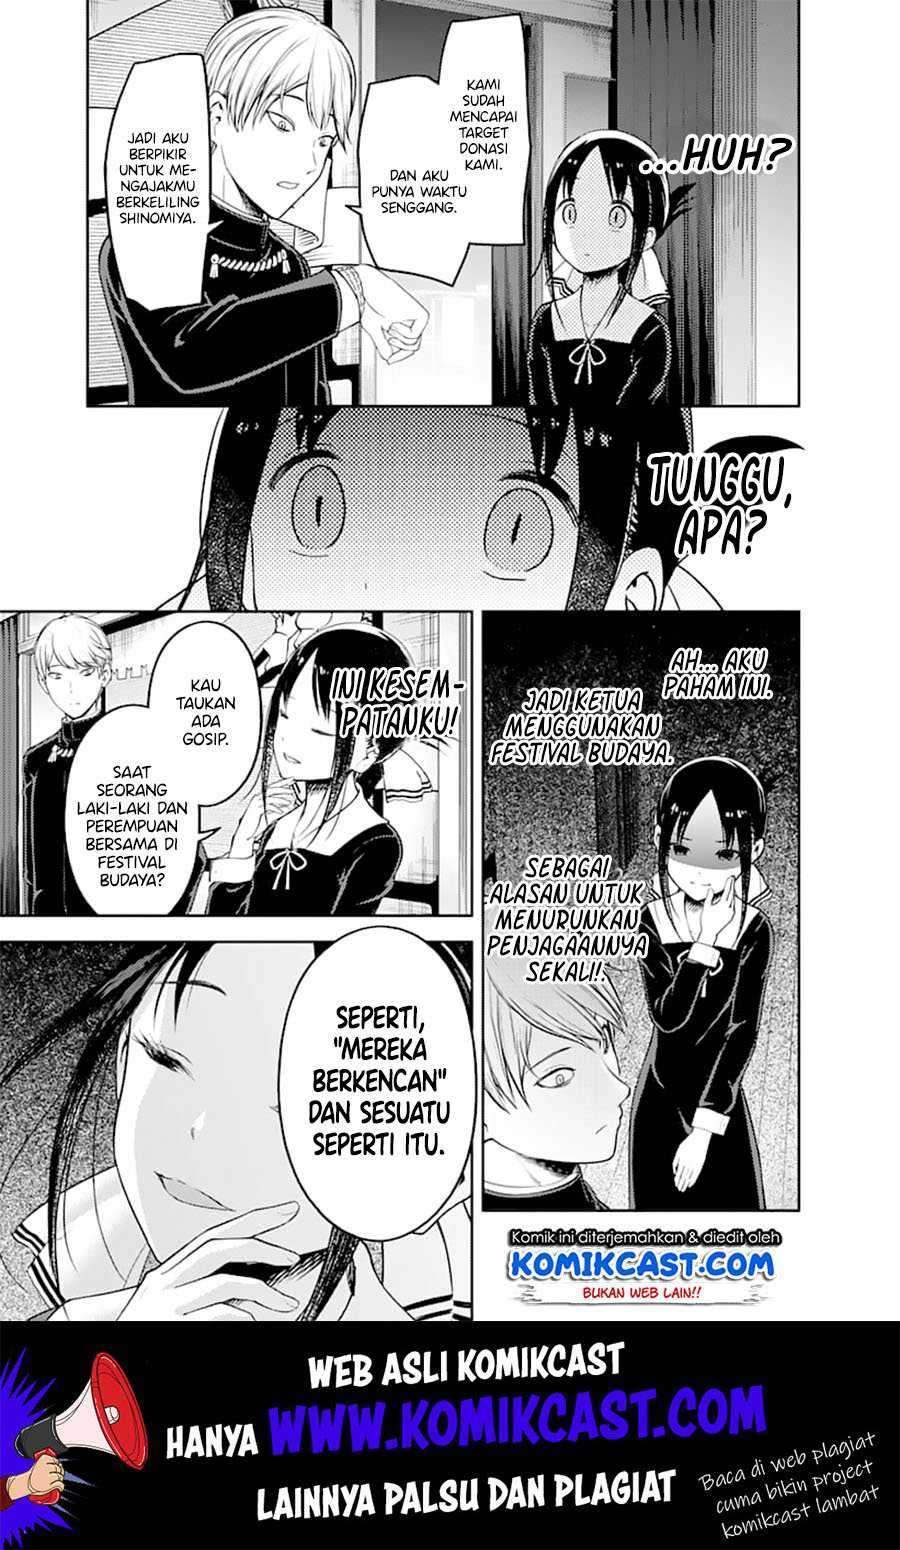 KAMI
SUDAH
MENCAPAI
TARGET
DONASI
KAMI.
DAN AKU
PUNYA WAKTU
SENGGANG.
JADI AKU
BERPIKIR
UNTUK ME-
NGAJAKMU
BERKELILING
SHINOMIYA.
...HUH?
TUNGGU,
APA?
AH... AKU
PAHAM INI.
JADI KETUA
MENGGUNAKAN
FESTIVAL BUDAYA.
SEBAGAI
ALASAN UNTUK
MENURUNKAN
PENJAGAANNYA
SEKALI!!
INI KESEM-
PATANKU!
KAU
TAUKAN
ADA
GOSIP.
SAAT
SEORANG
LAKI-LAKI DAN
PEREMPUAN
BERSAMA DI
FESTIVAL
BUDAYA?
SEPERTI,
"MEREKA
BERKENCAN"
DAN SESUATU
SEPERTI ITU.
Komik ini diterjemahkan & diedit oleh
KOMIKCAST.COM
BUKAN WEB LAIN!!
WEB ASLI KOMIKCAST
HANYA WWW.KOMIKCAST.COM
LAINNYA PALSU DAN PLAGIAT
Baca di web plagiat
cuma bikin project
komikcast lambat